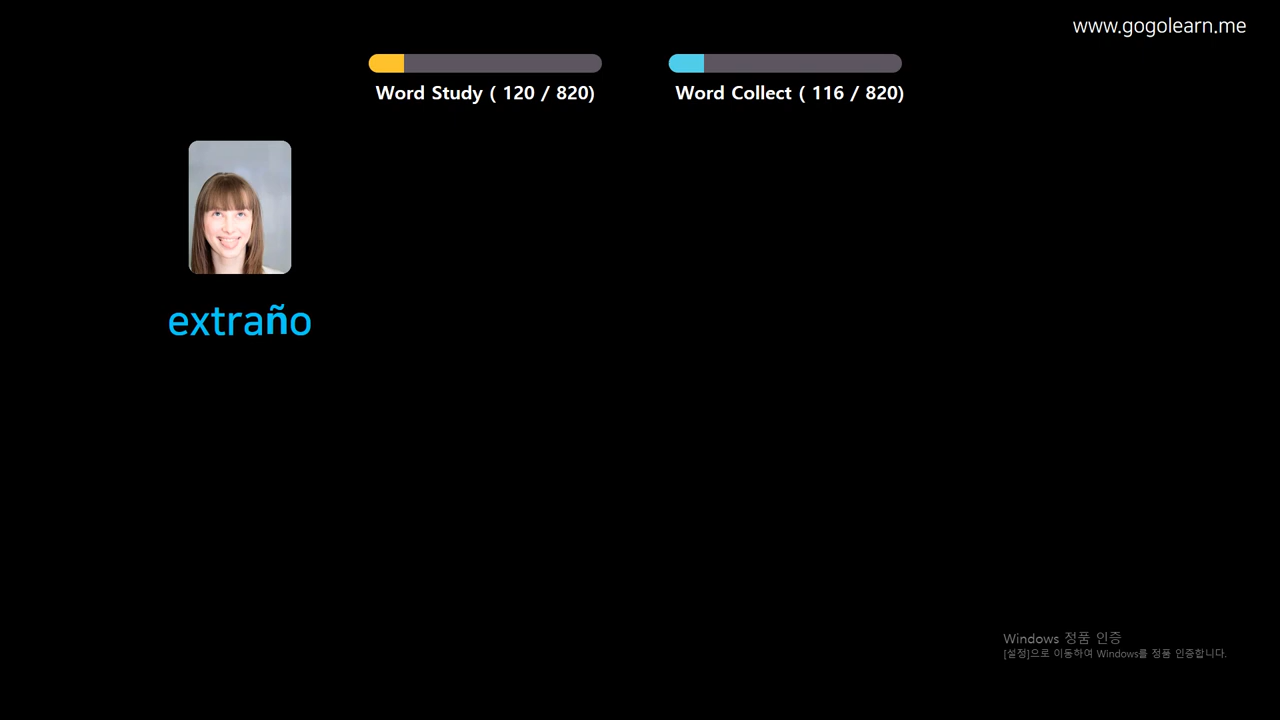 www.gogolearn.me
Word Study ( 120 / 820)
Word Collect ( 116 / 820)
extraño
Windows 정품 인증
[설정]으로 이동하여 Windows를 정품 인증합니다.